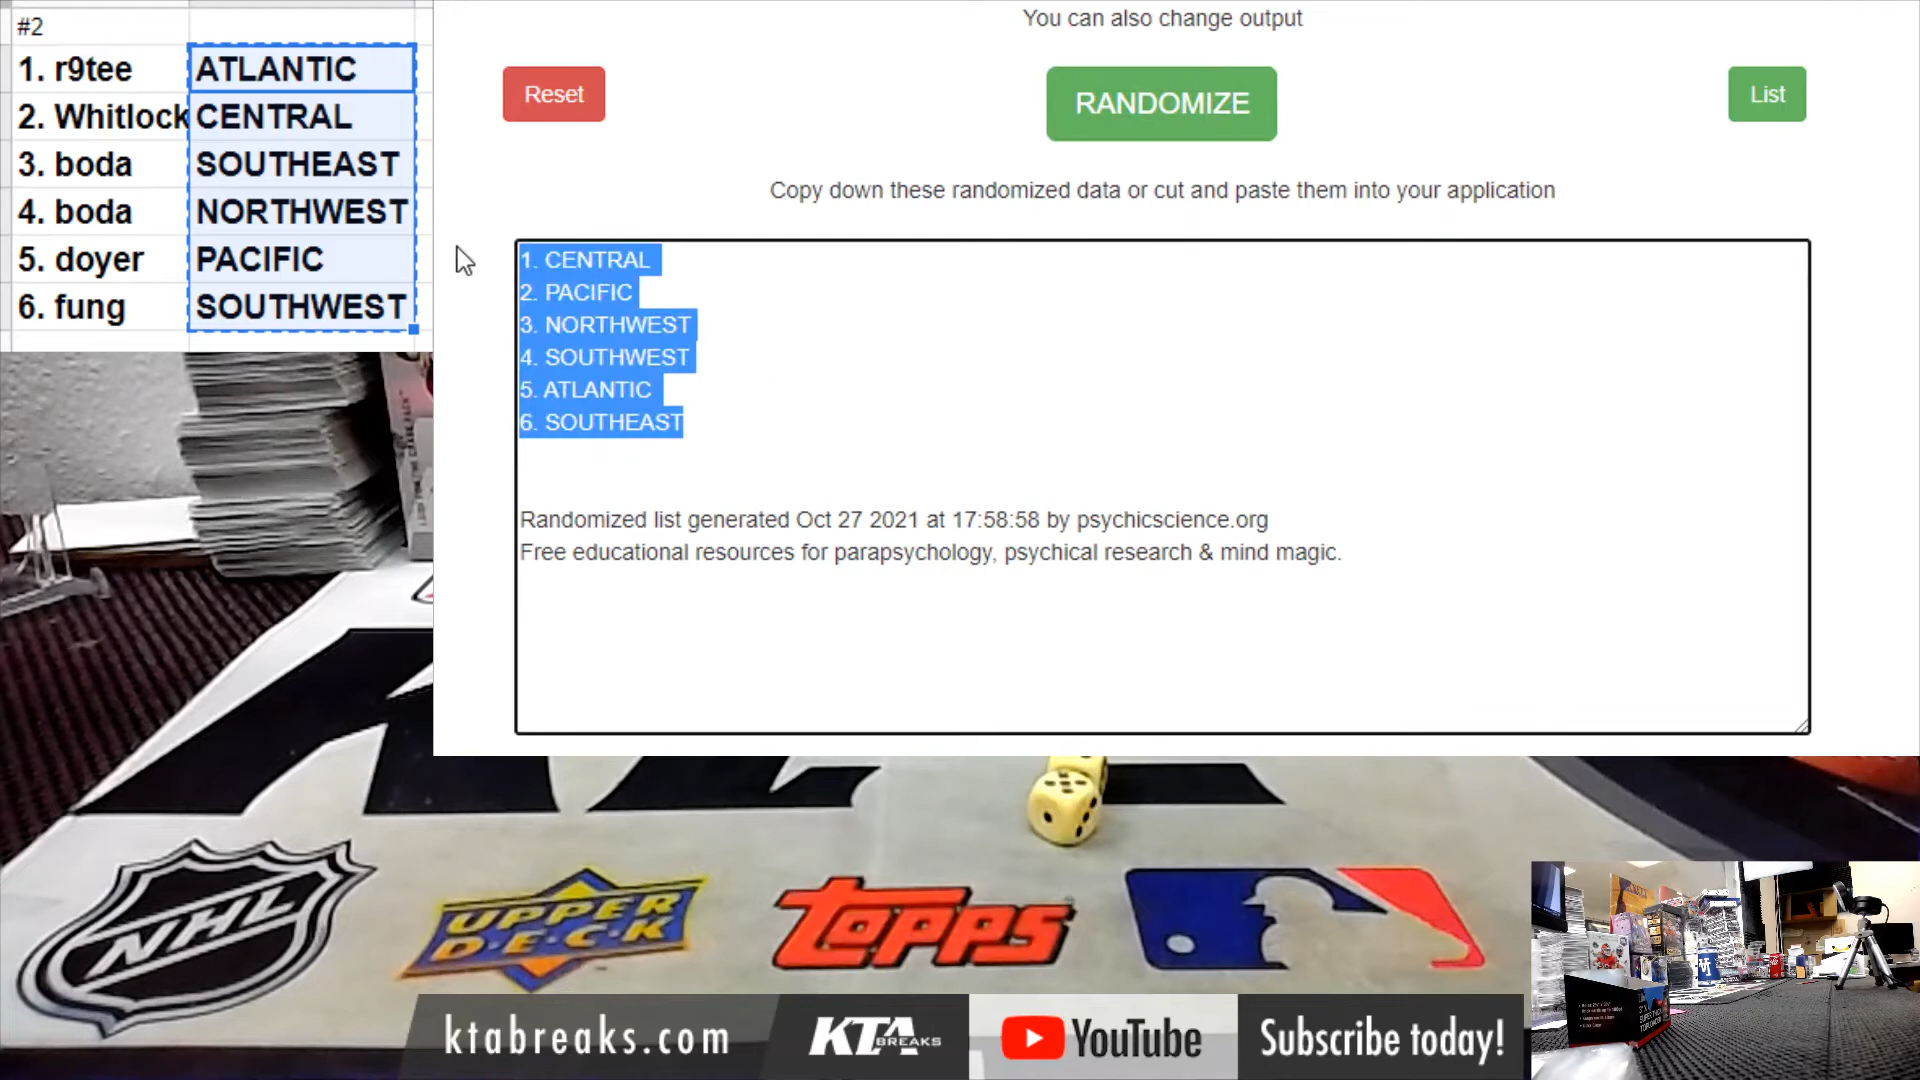 #2
1. r9tee ATLANTIC
2. Whitlock CENTRAL
3. boda SOUTHEAST
4. boda NORTHWEST
5. doyer PACIFIC
6. fung SOUTHWEST
You can also change output
Reset
RANDOMIZE
List
Copy down these randomized data or cut and paste them into your application
1. CENTRAL
2. PACIFIC
3. NORTHWEST
4. SOUTHWEST
5. ATLANTIC
6. SOUTHEAST
Randomized list generated Oct 27 2021 at 17:58:58 by psychicscience.org
Free educational resources for parapsychology, psychical research & mind magic.
NHL
UPPER
D·E·C·K
topps
ktabreaks.com
KTA
BREAKS
YouTube
Subscribe today!